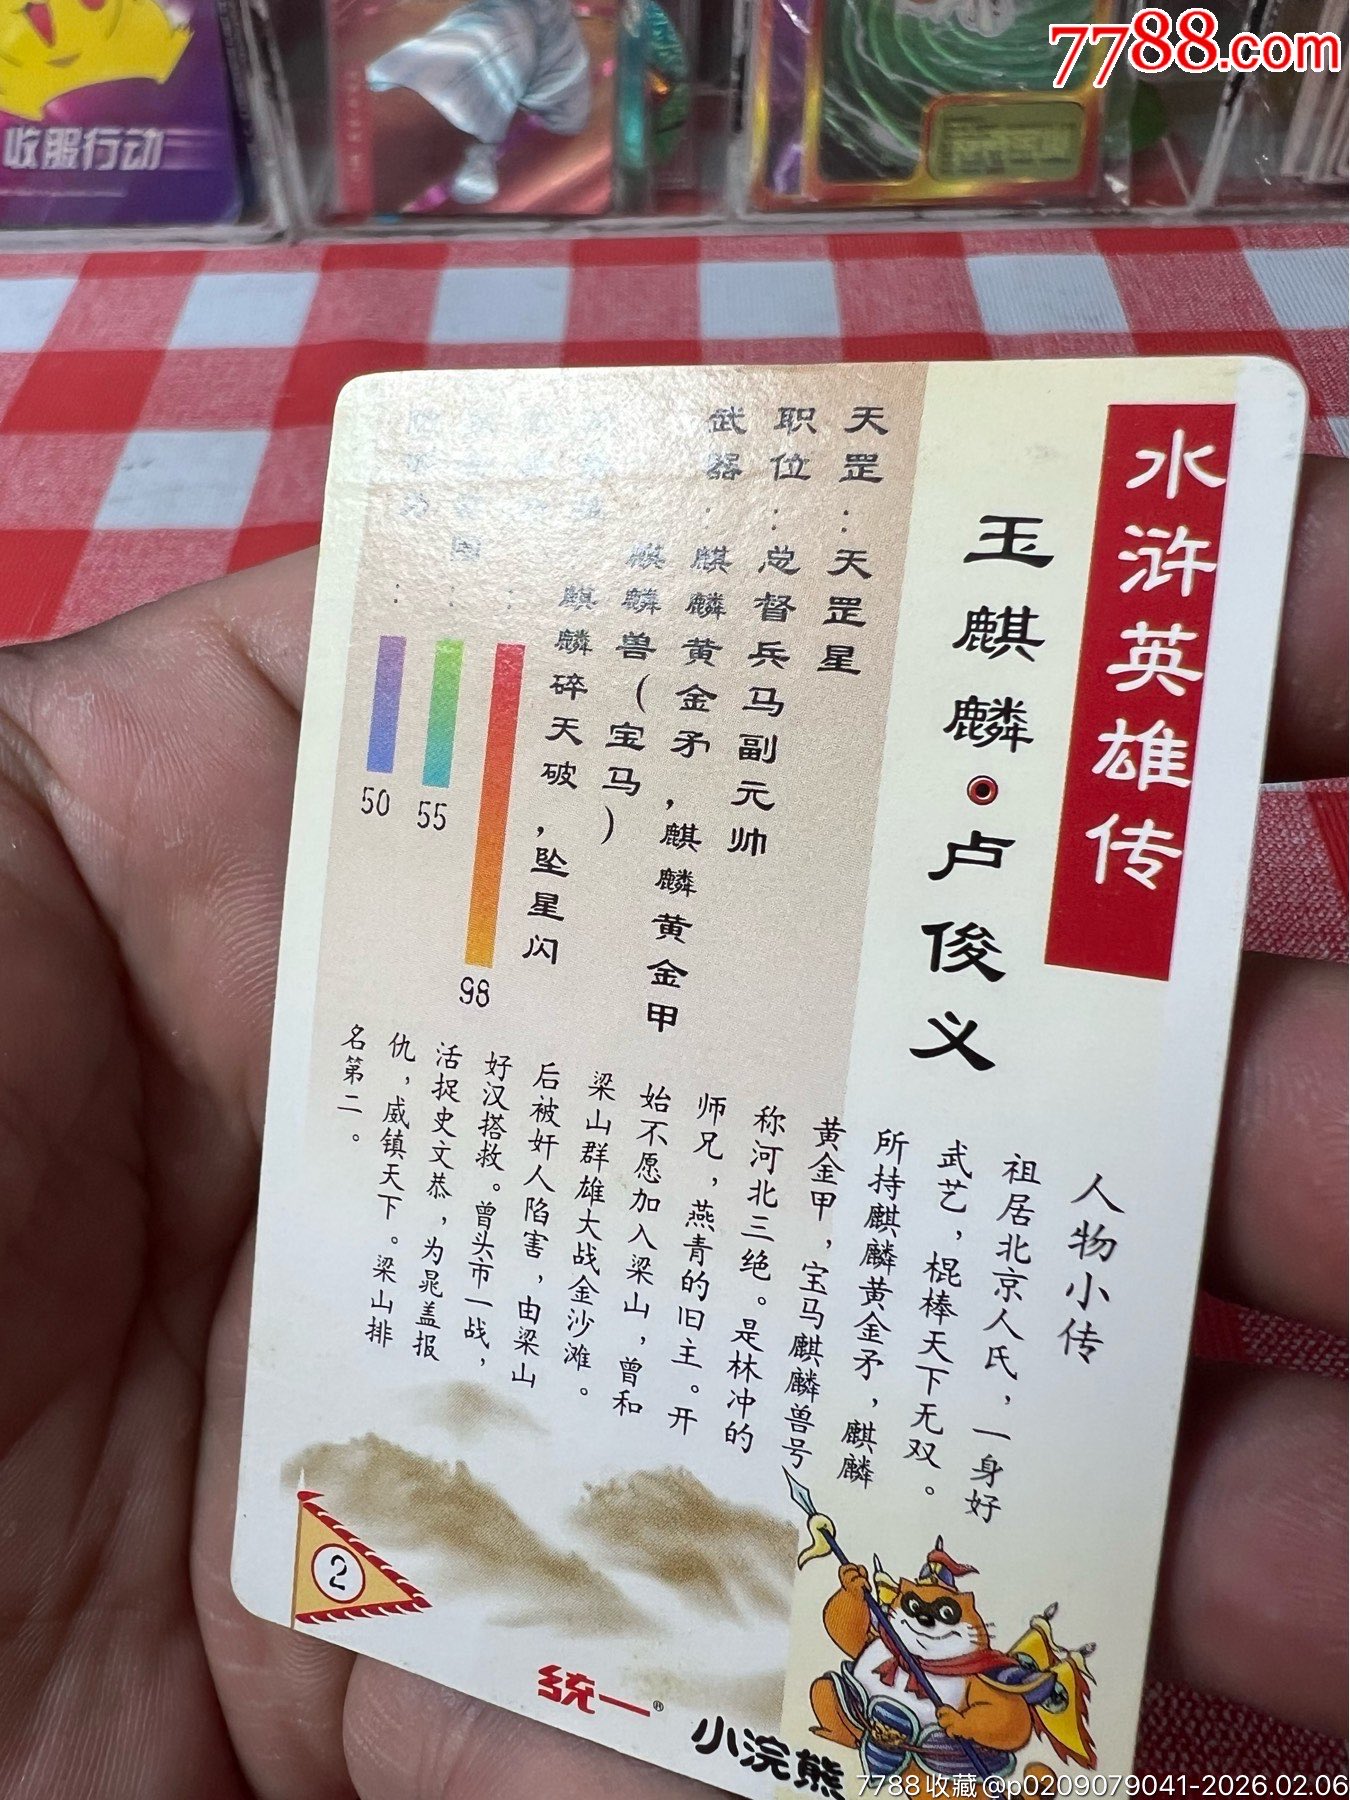 7788.com
收服行动
水浒英雄传
玉麒麟·卢俊义
天罡：天罡星
职位：总督兵马副元帅
武器：麒麟黄金矛，麒麟黄金甲
麒麟兽(宝马)
麒麟碎天破，坠星闪
98
55
50
人物小传
祖居北京人氏，一身好
武艺，棍棒天下无双。
所持麒麟黄金矛，麒麟
黄金甲，宝马麒麟兽号
称河北三绝。是林冲的
师兄，燕青的旧主。开
始不愿加入梁山，曾和
梁山群雄大战金沙滩。
后被奸人陷害，由梁山
好汉搭救。曾头市一战，
活捉史文恭，为晁盖报
仇，威镇天下。梁山排
名第二。
2
统一®
小浣熊
7788收藏@p0209079041-2026.02.06